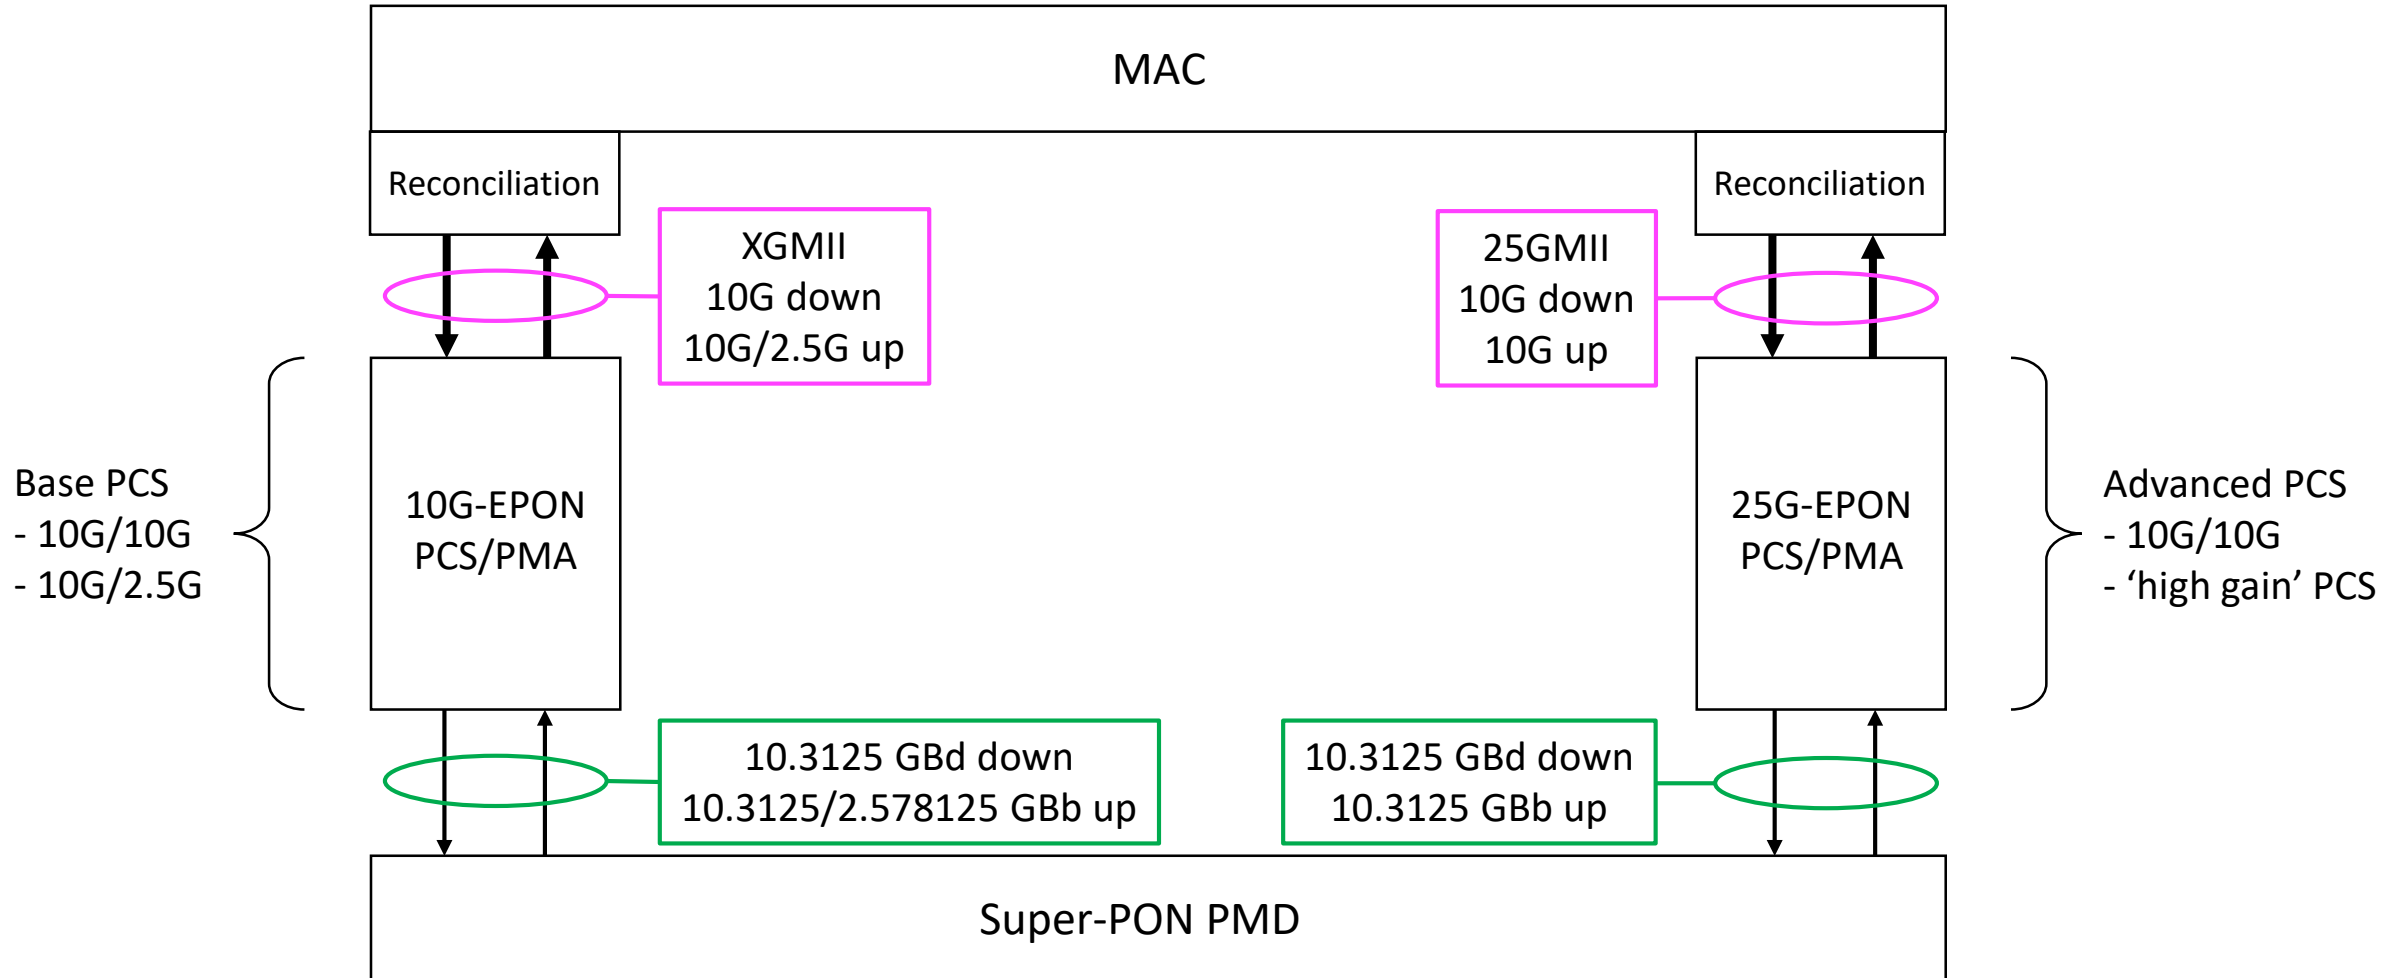 MAC
Reconciliation
Reconciliation
XGMII
10G down
10G/2.5G up
25GMII
10G down
10G up
Base PCS
- 10G/10G
- 10G/2.5G
10G-EPON
PCS/PMA
25G-EPON
PCS/PMA
Advanced PCS
- 10G/10G
- ‘high gain’ PCS
10.3125 GBd down
10.3125/2.578125 GBb up
10.3125 GBd down
10.3125 GBb up
Super-PON PMD